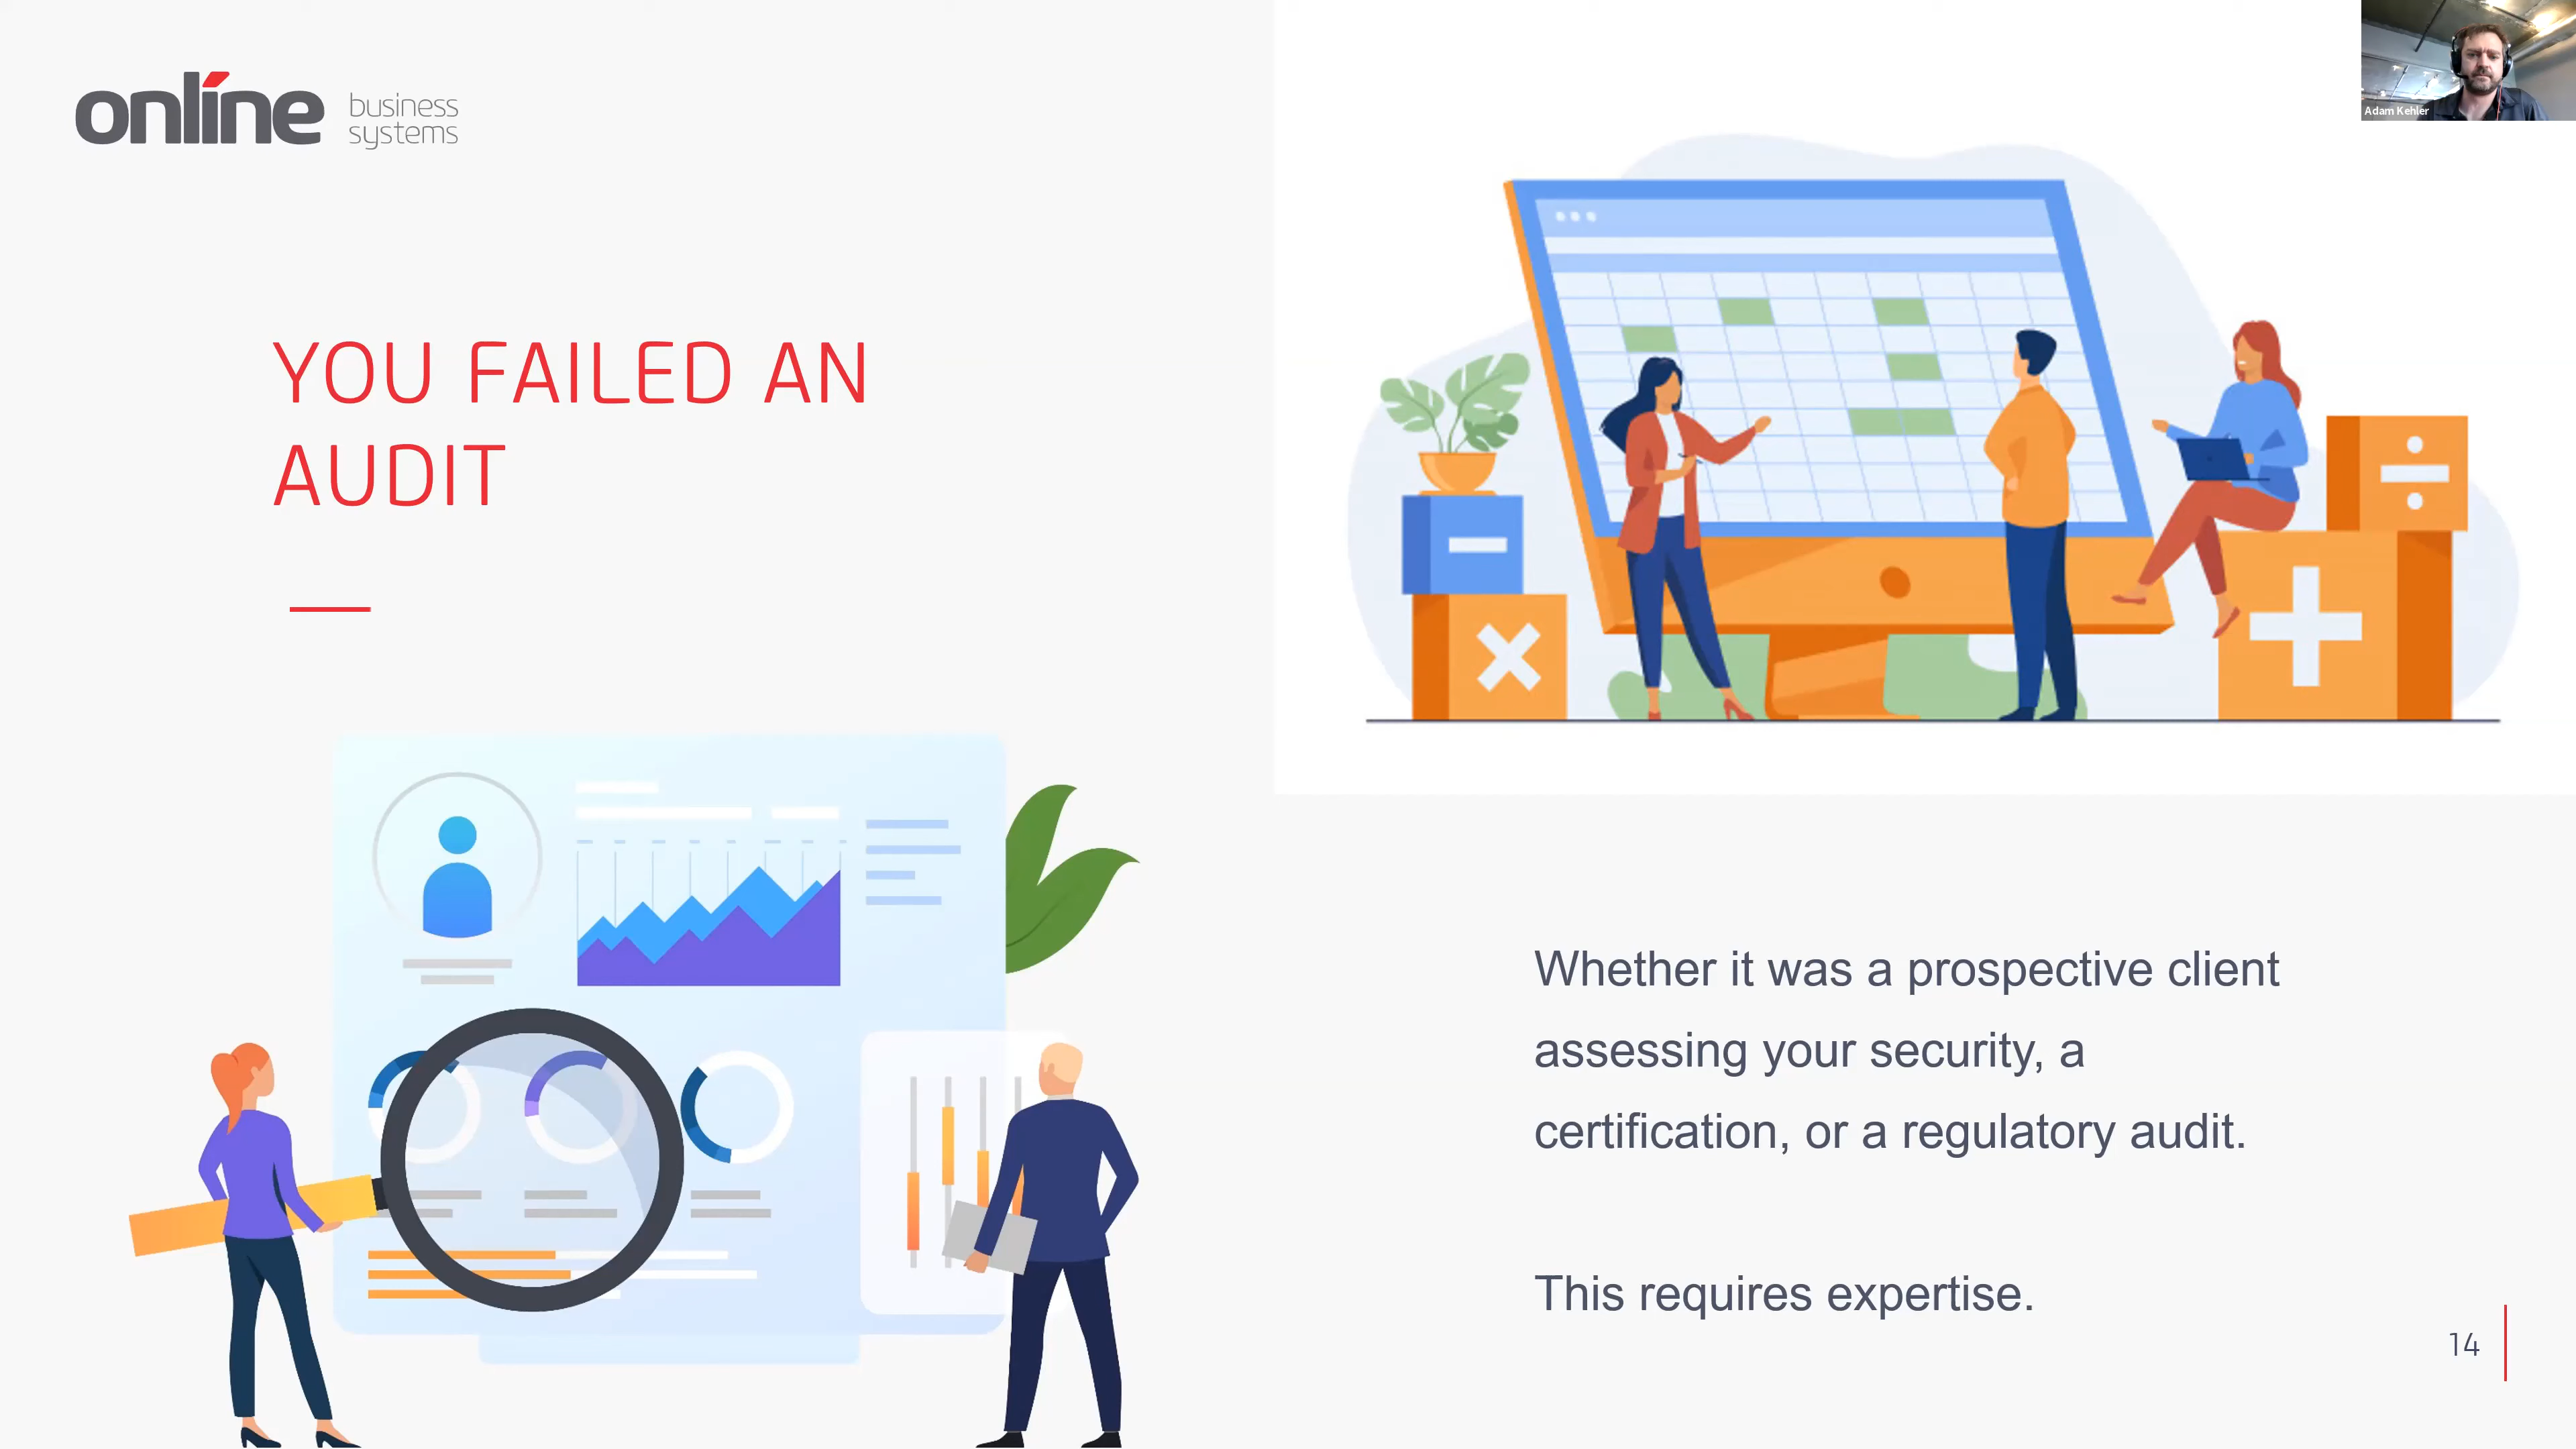 online business
systems
Adam Kehler
YOU FAILED AN
AUDIT
Whether it was a prospective client
assessing your security, a
certification, or a regulatory audit.
This requires expertise.
14